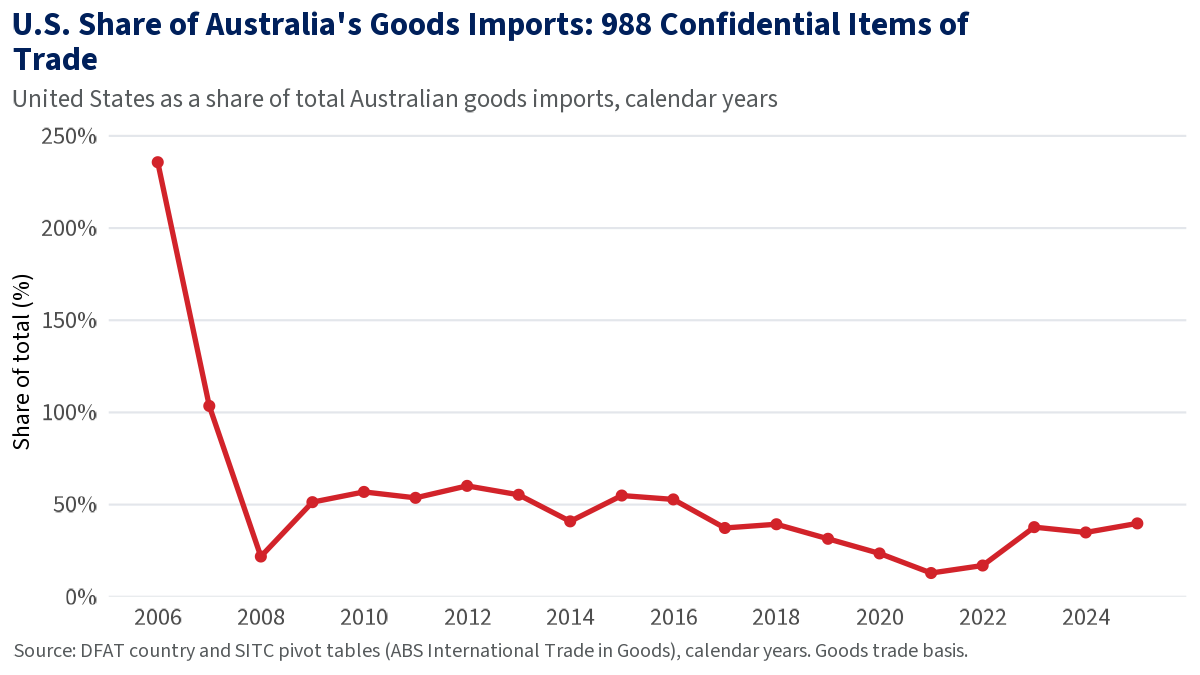 U.S. Share of Australia's Goods Imports: 988 Confidential Items of
Trade
United States as a share of total Australian goods imports, calendar years
Share of total (%)
250%
200%
150%
100%
50%
0%
2006 2008 2010 2012 2014 2016 2018 2020 2022 2024
Source: DFAT country and SITC pivot tables (ABS International Trade in Goods), calendar years. Goods trade basis.